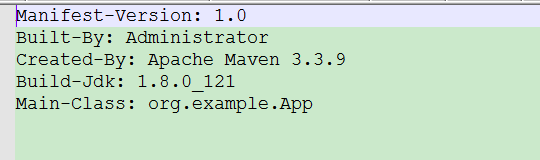 Manifest-Version: 1.0
Built-By: Administrator
Created-By: Apache Maven 3.3.9
Build-Jdk: 1.8.0_121
Main-Class: org.example.App